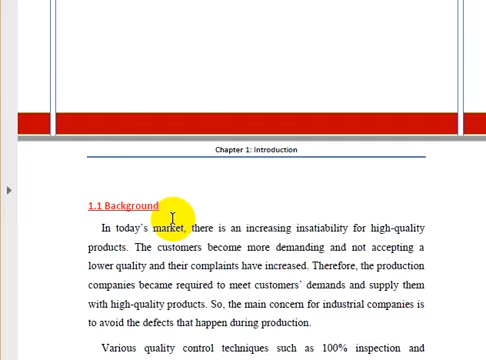 Chapter 1: Introduction
1.1 Background
In today's market, there is an increasing insatiability for high-quality
products. The customers become more demanding and not accepting a
lower quality and their complaints have increased. Therefore, the production
companies became required to meet customers' demands and supply them
with high-quality products. So, the main concern for industrial companies is
to avoid the defects that happen during production.
Various quality control techniques such as 100% inspection and